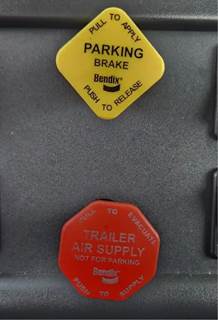 PULL TO APPLY
PARKING
BRAKE
Bendix
PUSH TO RELEASE
PULL TO EVACUATE
TRAILER
AIR SUPPLY
NOT FOR PARKING
Bendix
PUSH TO SUPPLY